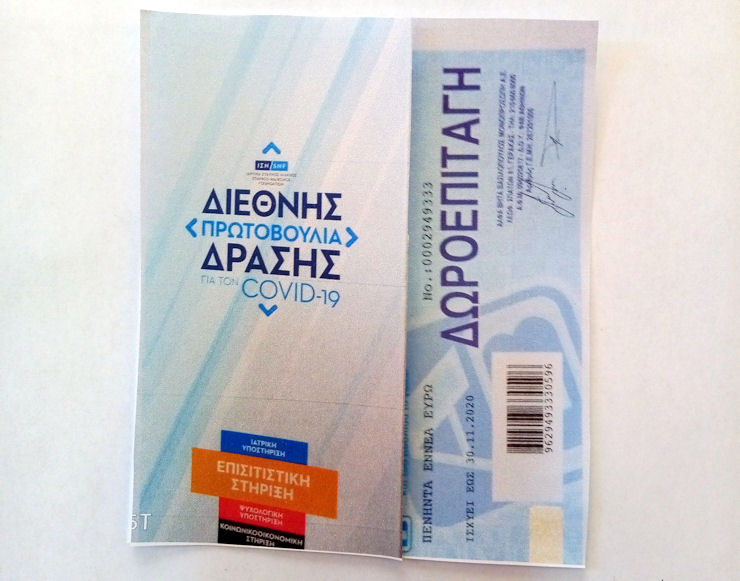 ΙΣΝ/SNF
ΔΙΕΘΝΗΣ
ΠΡΩΤΟΒΟΥΛΙΑ
ΔΡΑΣΗΣ
ΓΙΑ ΤΟΝ COVID-19
ΙΑΤΡΙΚΗ
ΥΠΟΣΤΗΡΙΞΗ
ΕΠΙΣΙΤΙΣΤΙΚΗ
ΣΤΗΡΙΞΗ
ΨΥΧΟΛΟΓΙΚΗ
ΥΠΟΣΤΗΡΙΞΗ
ΚΟΙΝΩΝΙΚΟΟΙΚΟΝΟΜΙΚΗ
ΣΤΗΡΙΞΗ
ΠΕΝΗΝΤΑ ΕΝΝΕΑ ΕΥΡΩ
No.:0002949333
ΔΩΡΟΕΠΙΤΑΓΗ
ΙΣΧΥΕΙ ΕΩΣ 30.11.2020
9629493330596